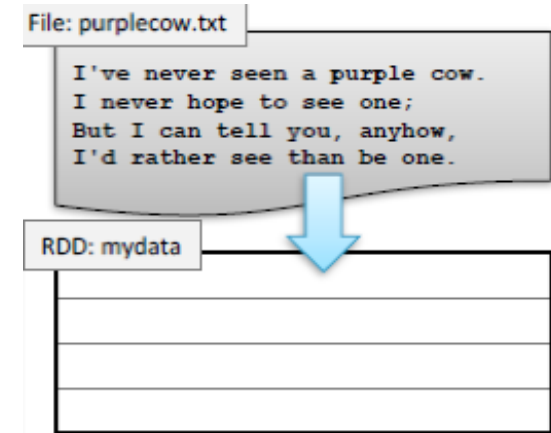 File: purplecow.txt
I've never seen a purple cow.
I never hope to see one;
But I can tell you, anyhow,
I'd rather see than be one.
RDD: mydata